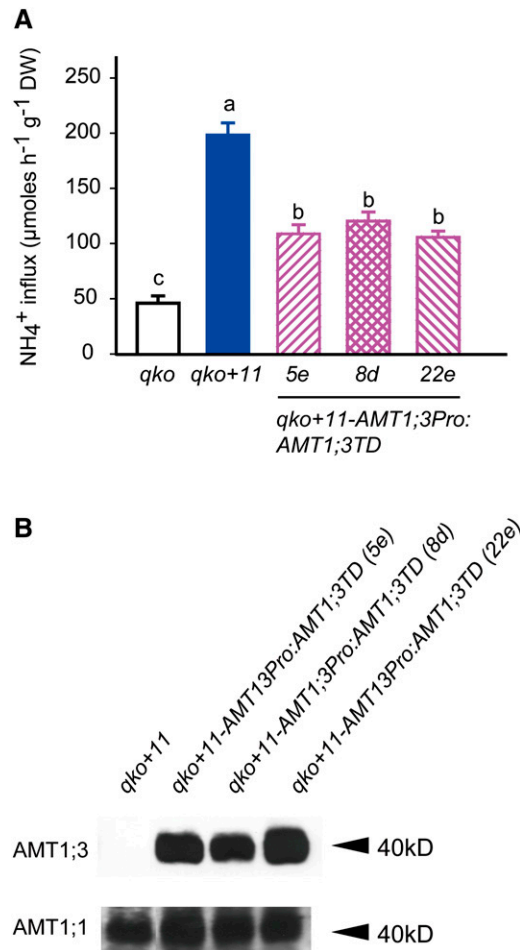 A
NH4⁺ influx (µmoles h⁻¹ g⁻¹ DW)
250
200
150
100
50
0
c
a
b
b
b
qko
qko+11
5e
8d
22e
qko+11-AMT1;3Pro:
AMT1;3TD
B
qko+11
qko+11-AMT13Pro:AMT1;3TD (5e)
qko+11-AMT1;3Pro:AMT1;3TD (8d)
qko+11-AMT13Pro:AMT1;3TD (22e)
AMT1;3
40kD
AMT1;1
40kD